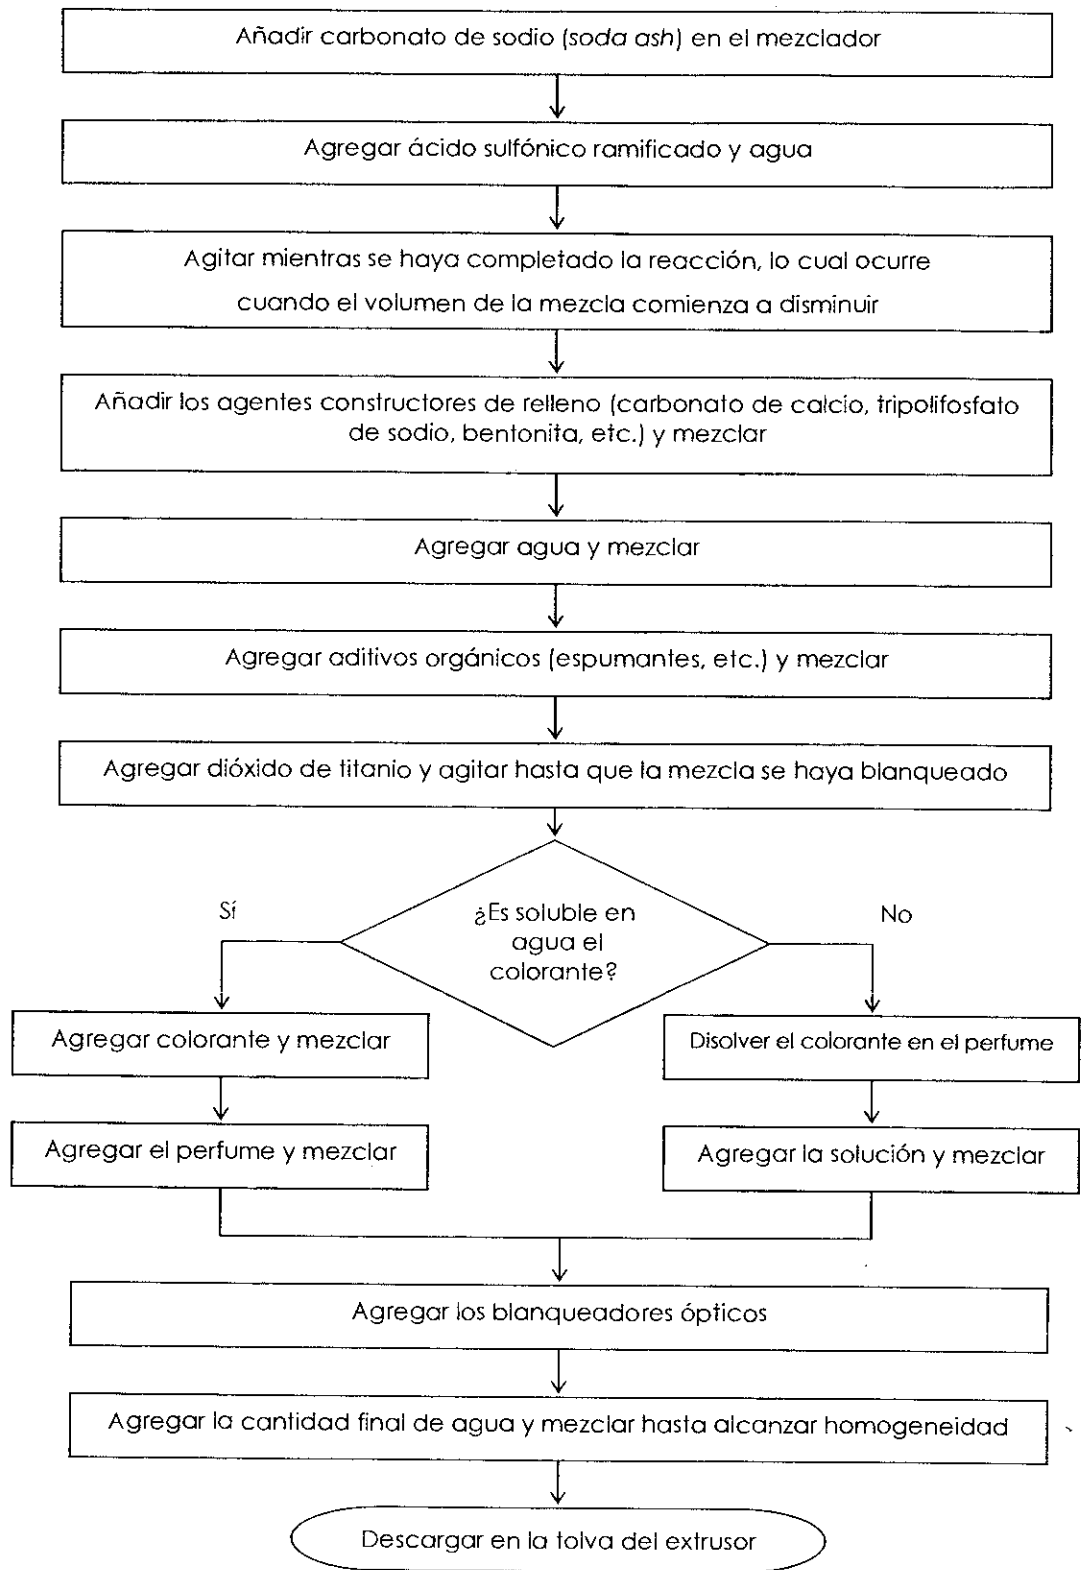 Añadir carbonato de sodio (soda ash) en el mezclador
Agregar ácido sulfónico ramificado y agua
Agitar mientras se haya completado la reacción, lo cual ocurre
cuando el volumen de la mezcla comienza a disminuir
Añadir los agentes constructores de relleno (carbonato de calcio, tripolifosfato
de sodio, bentonita, etc.) y mezclar
Agregar agua y mezclar
Agregar aditivos orgánicos (espumantes, etc.) y mezclar
Agregar dióxido de titanio y agitar hasta que la mezcla se haya blanqueado
¿Es soluble en
agua el
colorante?
Sí
No
Agregar colorante y mezclar
Disolver el colorante en el perfume
Agregar el perfume y mezclar
Agregar la solución y mezclar
Agregar los blanqueadores ópticos
Agregar la cantidad final de agua y mezclar hasta alcanzar homogeneidad
Descargar en la tolva del extrusor